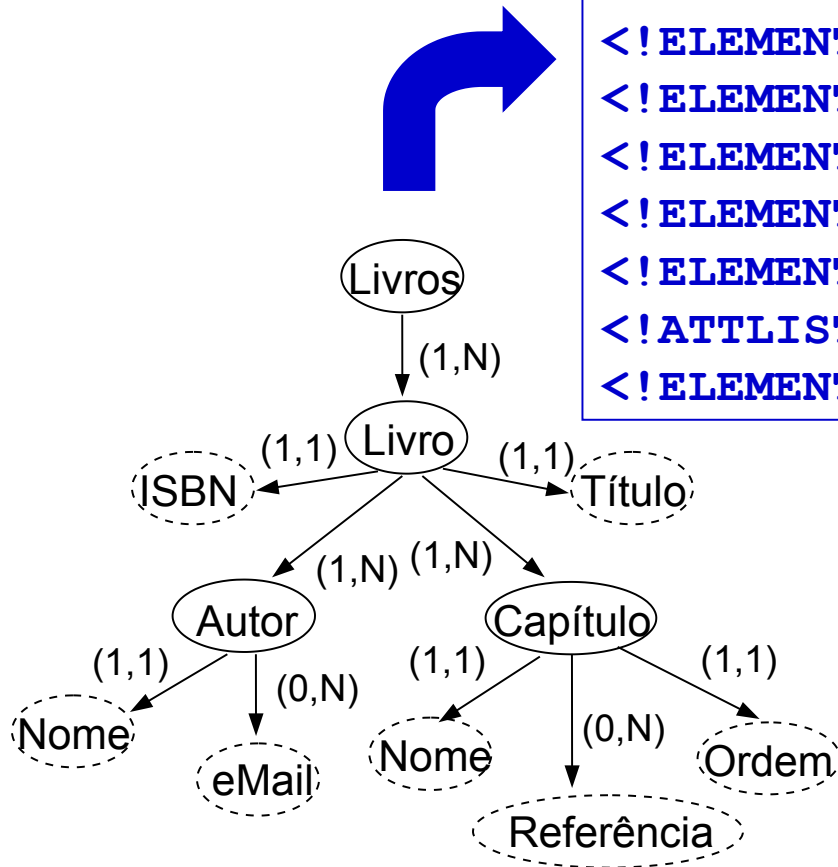 <!ELEMENT
<!ELEMENT
<!ELEMENT
<!ELEMENT
<!ELEMENT
<!ATTLIST
<!ELEMENT
Livros
(1,N)
Livro
(1,1) (1,1)
ISBN Título
(1,N) (1,N)
Autor Capítulo
(1,1) (0,N) (1,1) (1,1)
Nome eMail Nome (0,N) Ordem
Referência